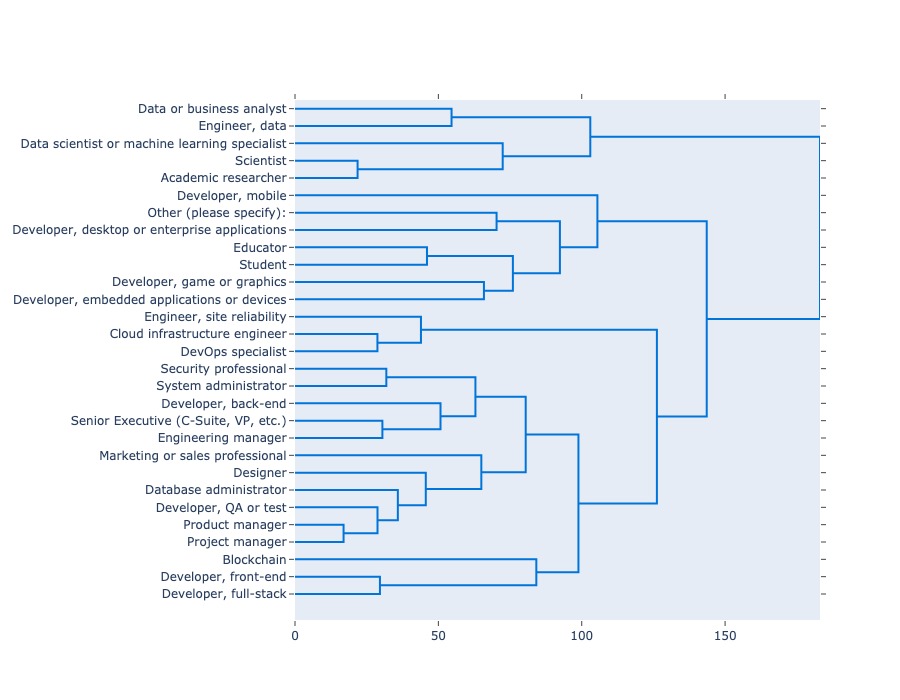 Data or business analyst
Engineer, data
Data scientist or machine learning specialist
Scientist
Academic researcher
Developer, mobile
Other (please specify):
Developer, desktop or enterprise applications
Educator
Student
Developer, game or graphics
Developer, embedded applications or devices
Engineer, site reliability
Cloud infrastructure engineer
DevOps specialist
Security professional
System administrator
Developer, back-end
Senior Executive (C-Suite, VP, etc.)
Engineering manager
Marketing or sales professional
Designer
Database administrator
Developer, QA or test
Product manager
Project manager
Blockchain
Developer, front-end
Developer, full-stack
0 50 100 150